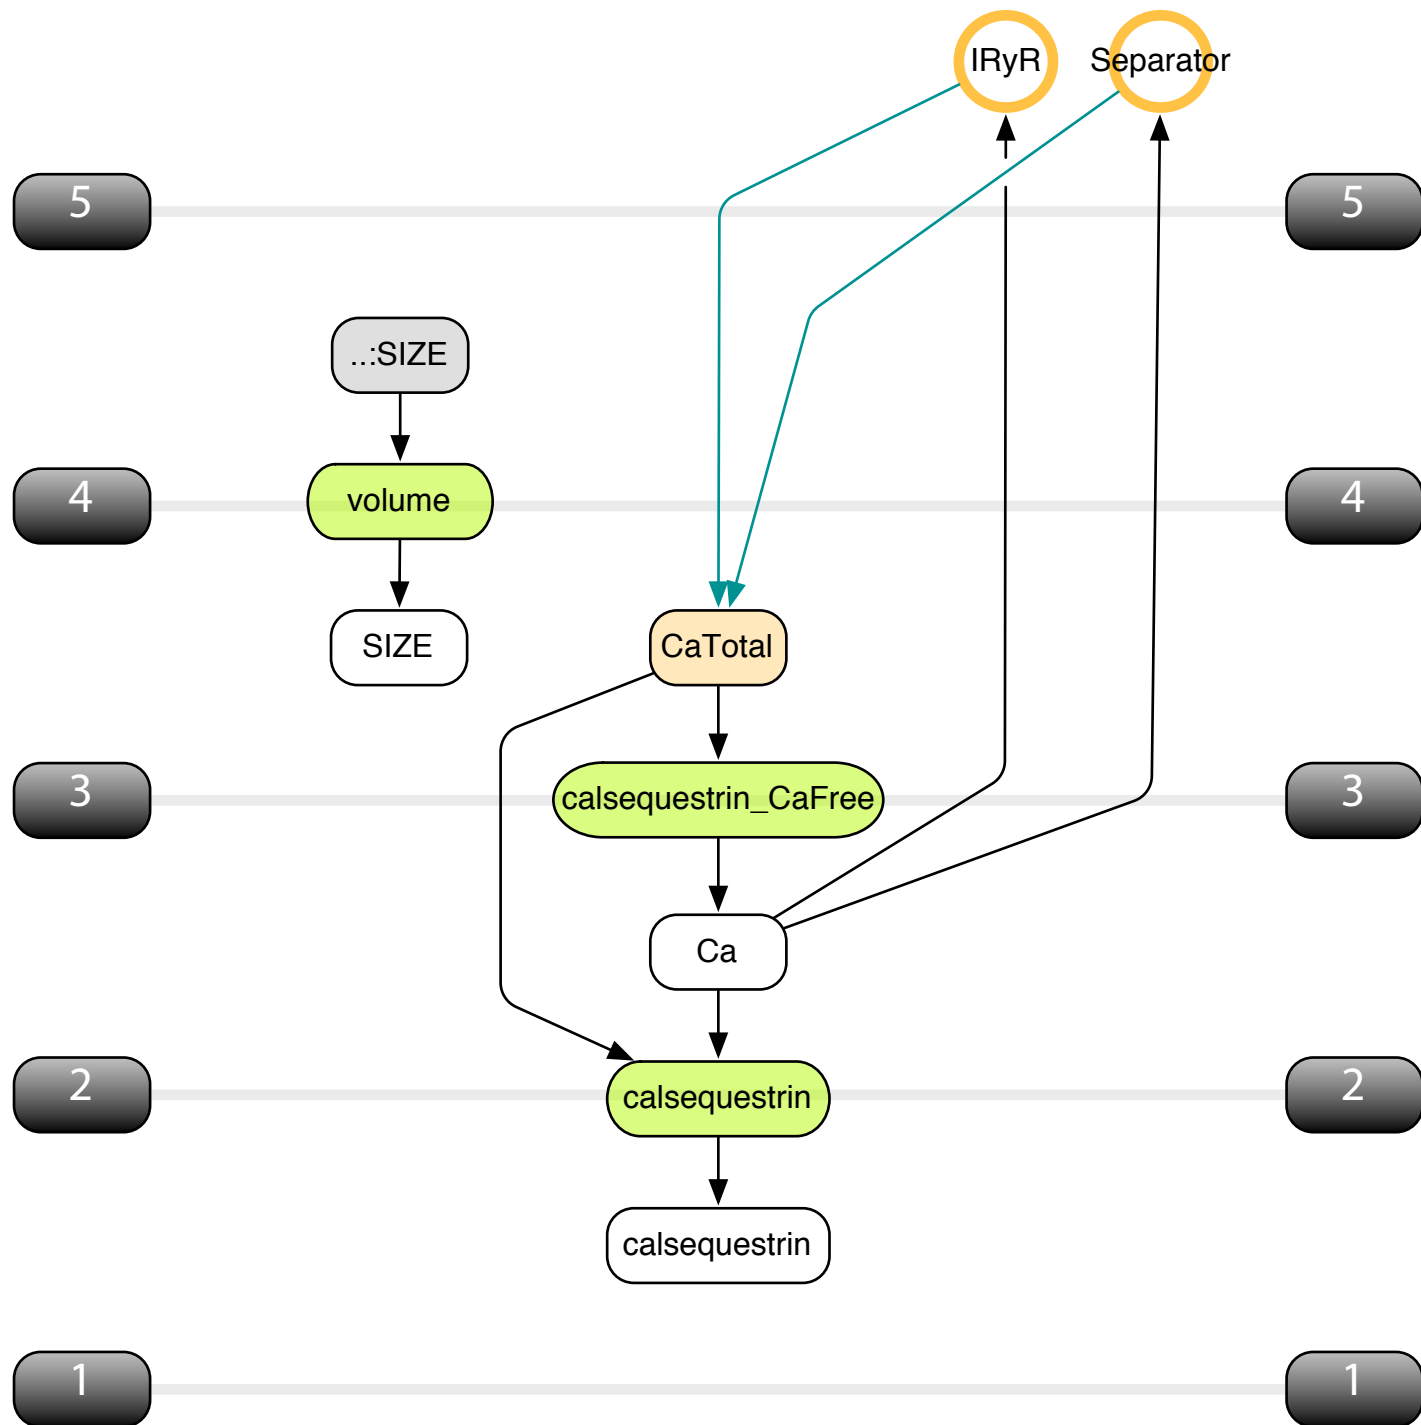 IRyR
Separator
5
5
..:SIZE
4
volume
4
SIZE
CaTotal
3
calsequestrin_CaFree
3
Ca
2
calsequestrin
2
calsequestrin
1
1